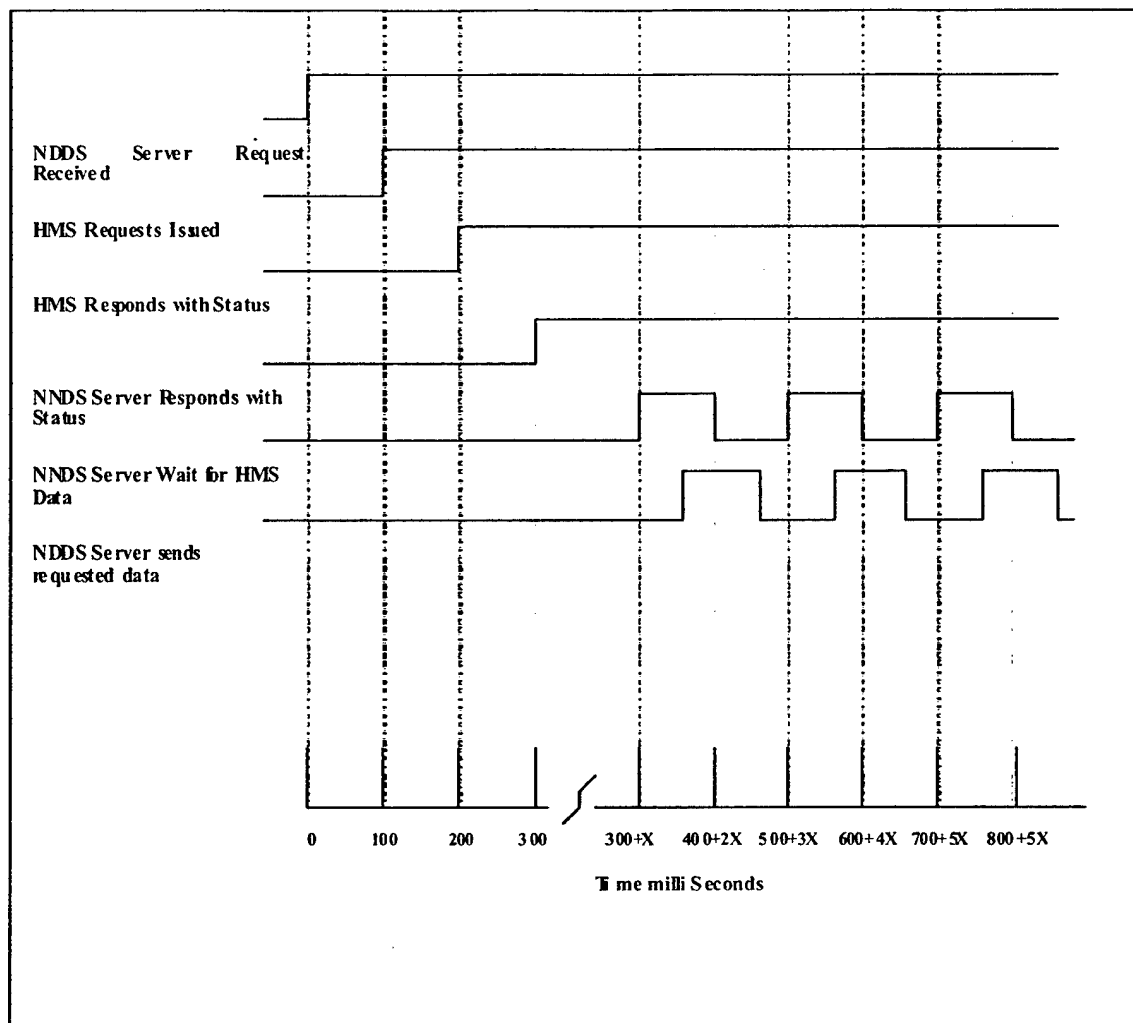 NDDS Server Request
Received
HMS Requests Issued
HMS Responds with Status
NNDS Server Responds with
Status
NNDS Server Wait for HMS
Data
NDDS Server sends
requested data
0 100 200 300 300+X 400+2X 500+3X 600+4X 700+5X 800+5X
Time milli Seconds